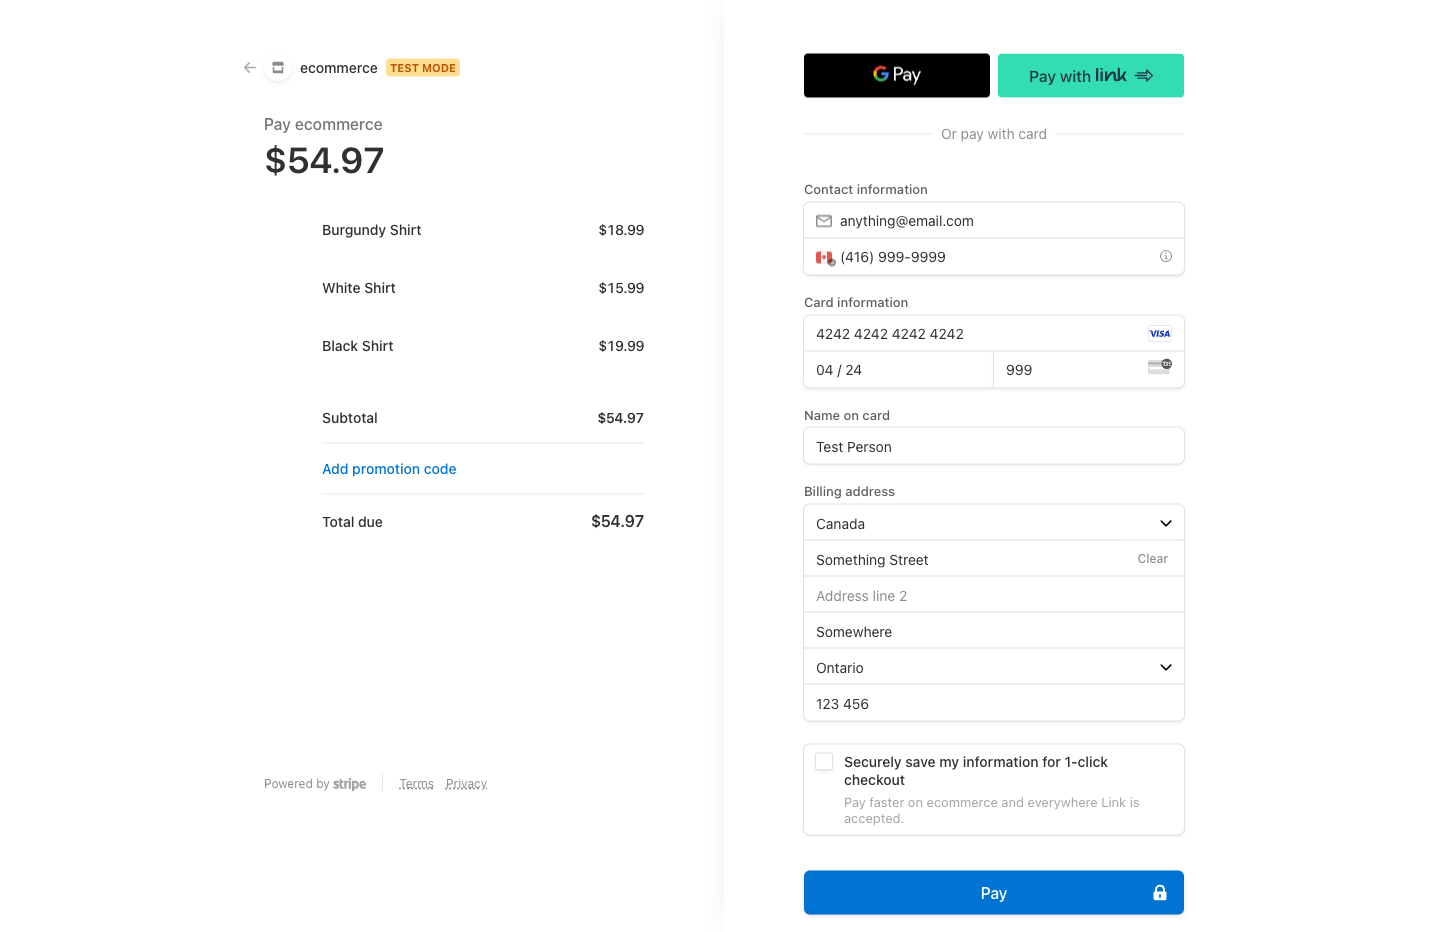 ecommerce TEST MODE
Pay ecommerce
$54.97
Burgundy Shirt $18.99
White Shirt $15.99
Black Shirt $19.99
Subtotal $54.97
Add promotion code
Total due $54.97
Powered by stripe Terms Privacy
G Pay Pay with link
Or pay with card
Contact information
anything@email.com
(416) 999-9999
Card information
4242 4242 4242 4242 VISA
04 / 24 999
Name on card
Test Person
Billing address
Canada
Something Street Clear
Address line 2
Somewhere
Ontario
123 456
Securely save my information for 1-click
checkout
Pay faster on ecommerce and everywhere Link is
accepted.
Pay